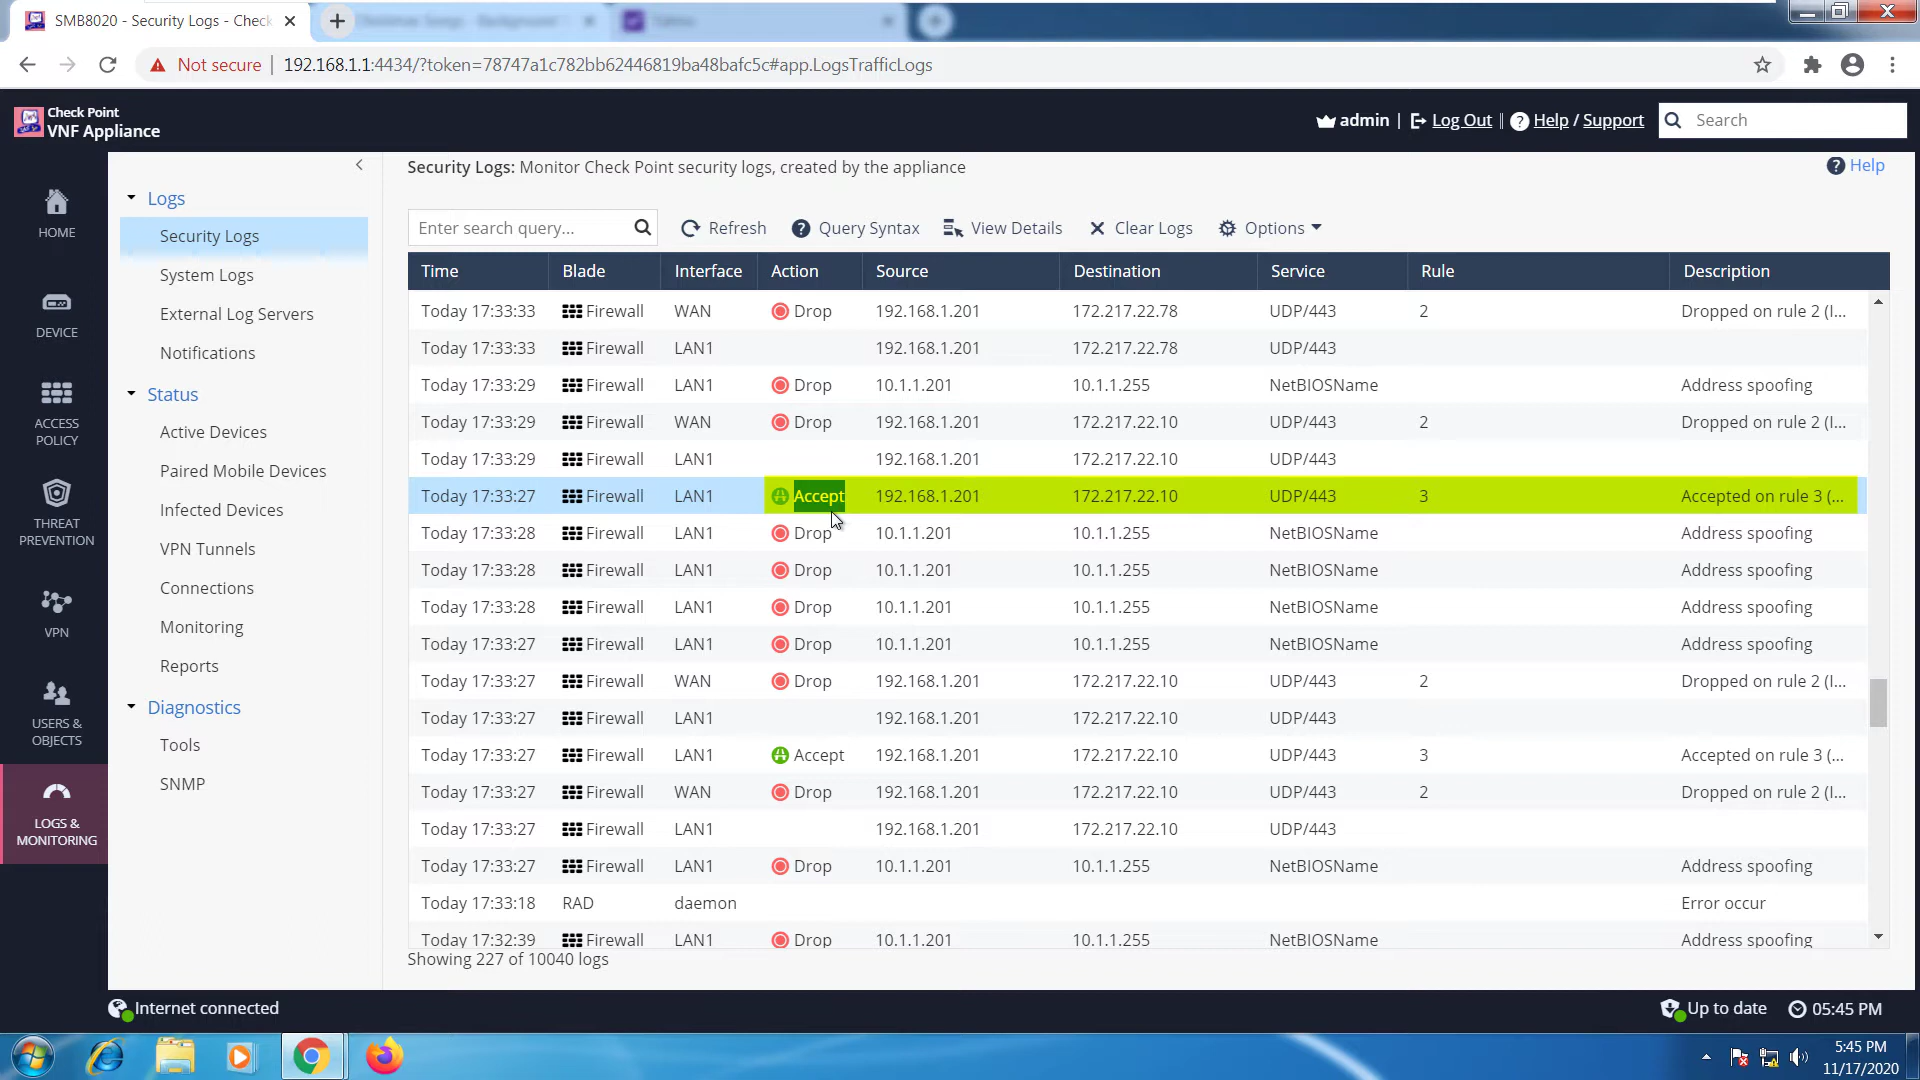 SMB8020 - Security Logs - Check
Not secure | 192.168.1.1:4434/?token=78747a1c782bb62446819ba48bafc5c#app.LogsTrafficLogs
Check Point
VNF Appliance
admin | Log Out | Help / Support
Search
HOME
DEVICE
ACCESS
POLICY
THREAT
PREVENTION
VPN
USERS &
OBJECTS
LOGS &
MONITORING
Logs
Security Logs
System Logs
External Log Servers
Notifications
Status
Active Devices
Paired Mobile Devices
Infected Devices
VPN Tunnels
Connections
Monitoring
Reports
Diagnostics
Tools
SNMP
Security Logs: Monitor Check Point security logs, created by the appliance
Help
Enter search query... Refresh Query Syntax View Details Clear Logs Options
Time Blade Interface Action Source Destination Service Rule Description
Today 17:33:33 Firewall WAN Drop 192.168.1.201 172.217.22.78 UDP/443 2 Dropped on rule 2 (I...
Today 17:33:33 Firewall LAN1 192.168.1.201 172.217.22.78 UDP/443
Today 17:33:29 Firewall LAN1 Drop 10.1.1.201 10.1.1.255 NetBIOSName Address spoofing
Today 17:33:29 Firewall WAN Drop 192.168.1.201 172.217.22.10 UDP/443 2 Dropped on rule 2 (I...
Today 17:33:29 Firewall LAN1 192.168.1.201 172.217.22.10 UDP/443
Today 17:33:27 Firewall LAN1 Accept 192.168.1.201 172.217.22.10 UDP/443 3 Accepted on rule 3 (...
Today 17:33:28 Firewall LAN1 Drop 10.1.1.201 10.1.1.255 NetBIOSName Address spoofing
Today 17:33:28 Firewall LAN1 Drop 10.1.1.201 10.1.1.255 NetBIOSName Address spoofing
Today 17:33:28 Firewall LAN1 Drop 10.1.1.201 10.1.1.255 NetBIOSName Address spoofing
Today 17:33:27 Firewall LAN1 Drop 10.1.1.201 10.1.1.255 NetBIOSName Address spoofing
Today 17:33:27 Firewall WAN Drop 192.168.1.201 172.217.22.10 UDP/443 2 Dropped on rule 2 (I...
Today 17:33:27 Firewall LAN1 192.168.1.201 172.217.22.10 UDP/443
Today 17:33:27 Firewall LAN1 Accept 192.168.1.201 172.217.22.10 UDP/443 3 Accepted on rule 3 (...
Today 17:33:27 Firewall WAN Drop 192.168.1.201 172.217.22.10 UDP/443 2 Dropped on rule 2 (I...
Today 17:33:27 Firewall LAN1 192.168.1.201 172.217.22.10 UDP/443
Today 17:33:27 Firewall LAN1 Drop 10.1.1.201 10.1.1.255 NetBIOSName Address spoofing
Today 17:33:18 RAD daemon Error occur
Today 17:32:39 Firewall LAN1 Drop 10.1.1.201 10.1.1.255 NetBIOSName Address spoofing
Showing 227 of 10040 logs
Internet connected
Up to date 05:45 PM
5:45 PM
11/17/2020